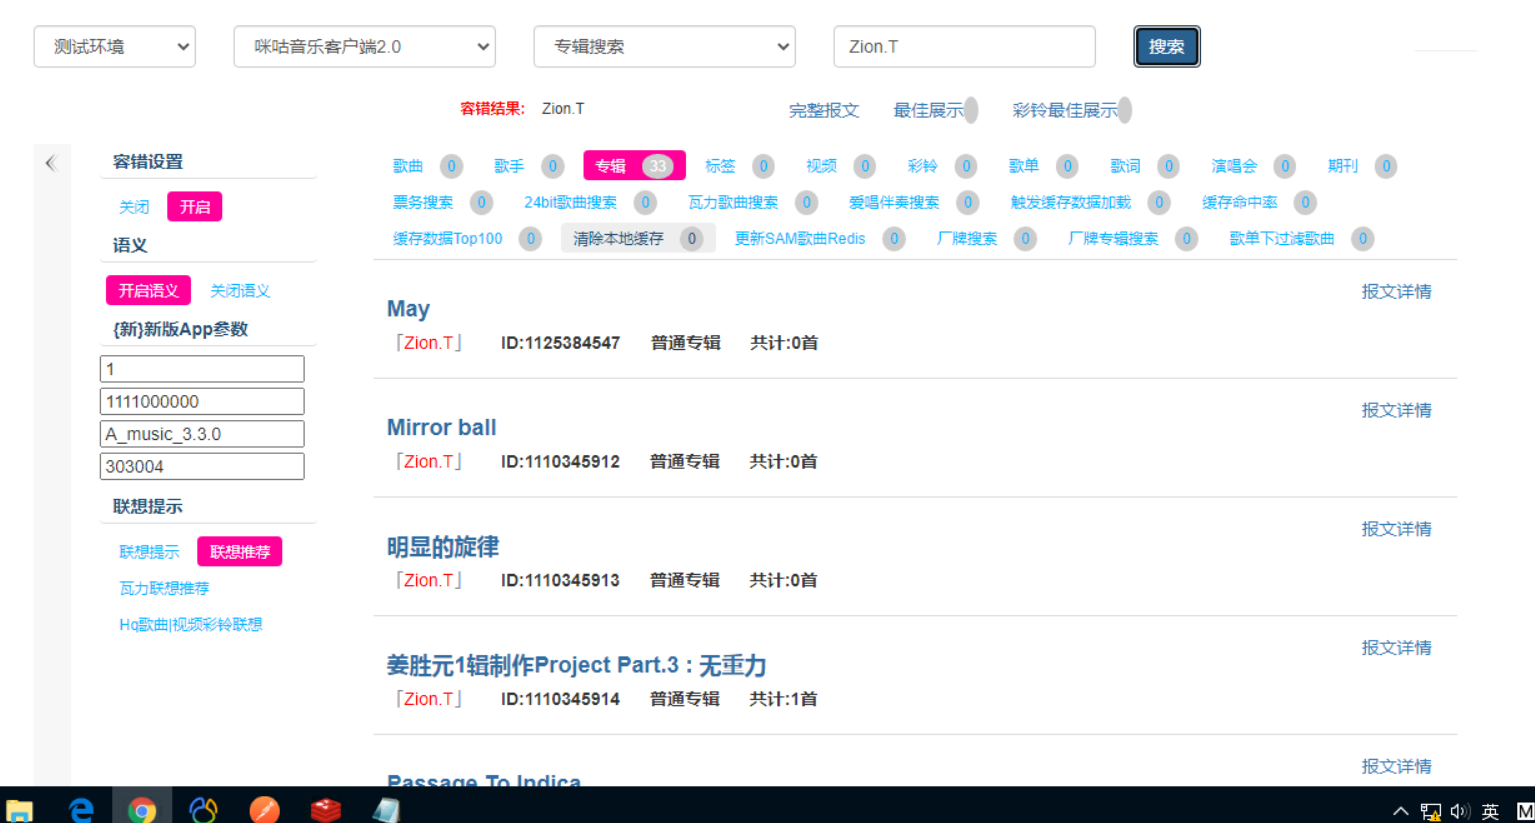 测试环境 咪咕音乐客户端2.0 专辑搜索 Zion.T 搜索
容错结果: Zion.T 完整报文 最佳展示 彩铃最佳展示
容错设置
关闭 开启
语义
开启语义 关闭语义
{新}新版App参数
1
1111000000
A_music_3.3.0
303004
联想提示
联想提示 联想推荐
瓦力联想推荐
Hq歌曲|视频彩铃联想
歌曲 0 歌手 0 专辑 33 标签 0 视频 0 彩铃 0 歌单 0 歌词 0 演唱会 0 期刊 0
票务搜索 0 24bit歌曲搜索 0 瓦力歌曲搜索 0 爱唱伴奏搜索 0 触发缓存数据加载 0 缓存命中率 0
缓存数据Top100 0 清除本地缓存 0 更新SAM歌曲Redis 0 厂牌搜索 0 厂牌专辑搜索 0 歌单下过滤歌曲 0
报文详情
May
「Zion.T」 ID:1125384547 普通专辑 共计:0首
报文详情
Mirror ball
「Zion.T」 ID:1110345912 普通专辑 共计:0首
报文详情
明显的旋律
「Zion.T」 ID:1110345913 普通专辑 共计:0首
报文详情
姜胜元1辑制作Project Part.3 : 无重力
「Zion.T」 ID:1110345914 普通专辑 共计:1首
报文详情
Passage To Indica
英 M